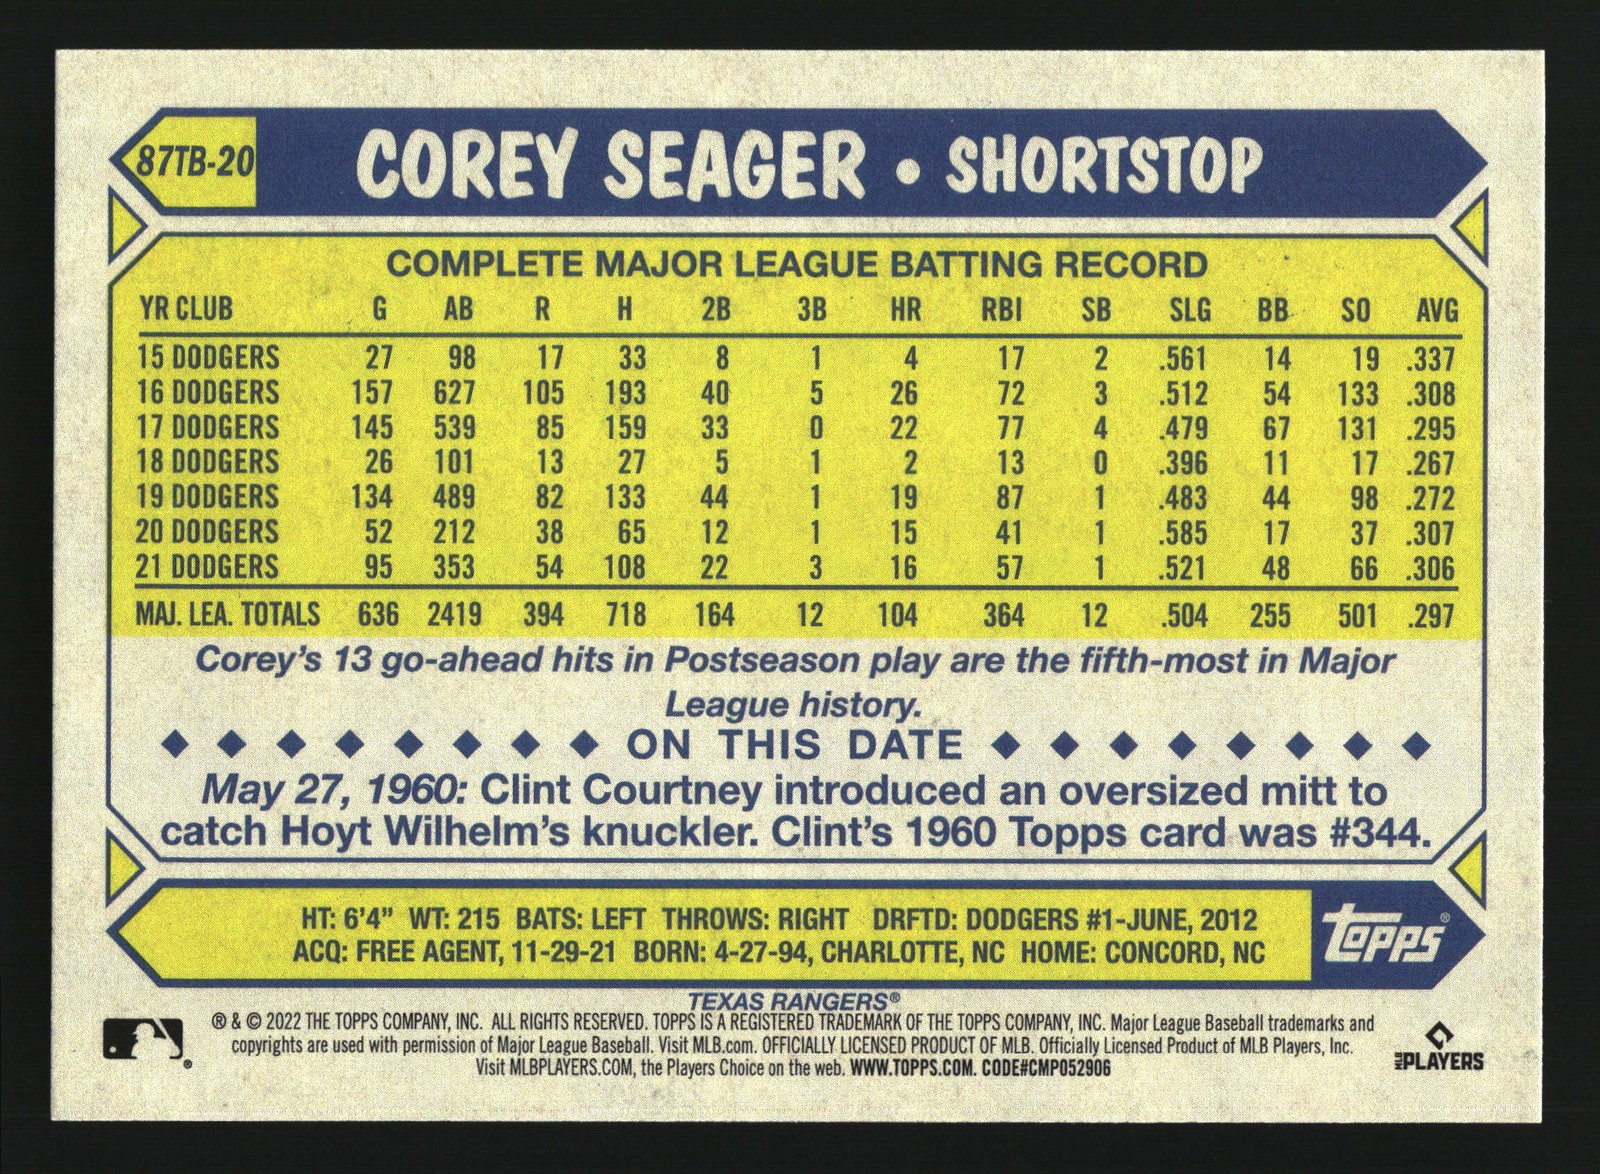 87TB-20 COREY SEAGER • SHORTSTOP
COMPLETE MAJOR LEAGUE BATTING RECORD
YR CLUB G AB R H 2B 3B HR RBI SB SLG BB SO AVG
15 DODGERS 27 98 17 33 8 1 4 17 2 .561 14 19 .337
16 DODGERS 157 627 105 193 40 5 26 72 3 .512 54 133 .308
17 DODGERS 145 539 85 159 33 0 22 77 4 .479 67 131 .295
18 DODGERS 26 101 13 27 5 1 2 13 0 .396 11 17 .267
19 DODGERS 134 489 82 133 44 1 19 87 1 .483 44 98 .272
20 DODGERS 52 212 38 65 12 1 15 41 1 .585 17 37 .307
21 DODGERS 95 353 54 108 22 3 16 57 1 .521 48 66 .306
MAJ. LEA. TOTALS 636 2419 394 718 164 12 104 364 12 .504 255 501 .297
Corey's 13 go-ahead hits in Postseason play are the fifth-most in Major
League history.
ON THIS DATE
May 27, 1960: Clint Courtney introduced an oversized mitt to
catch Hoyt Wilhelm's knuckler. Clint's 1960 Topps card was #344.
HT: 6'4" WT: 215 BATS: LEFT THROWS: RIGHT DRFTD: DODGERS #1-JUNE, 2012
ACQ: FREE AGENT, 11-29-21 BORN: 4-27-94, CHARLOTTE, NC HOME: CONCORD, NC
topps®
TEXAS RANGERS®
® & © 2022 THE TOPPS COMPANY, INC. ALL RIGHTS RESERVED. TOPPS IS A REGISTERED TRADEMARK OF THE TOPPS COMPANY, INC. Major League Baseball trademarks and
copyrights are used with permission of Major League Baseball. Visit MLB.com. OFFICIALLY LICENSED PRODUCT OF MLB. Officially Licensed Product of MLB Players, Inc.
Visit MLBPLAYERS.COM, the Players Choice on the web. WWW.TOPPS.COM. CODE#CMP052906
®
MLB PLAYERS